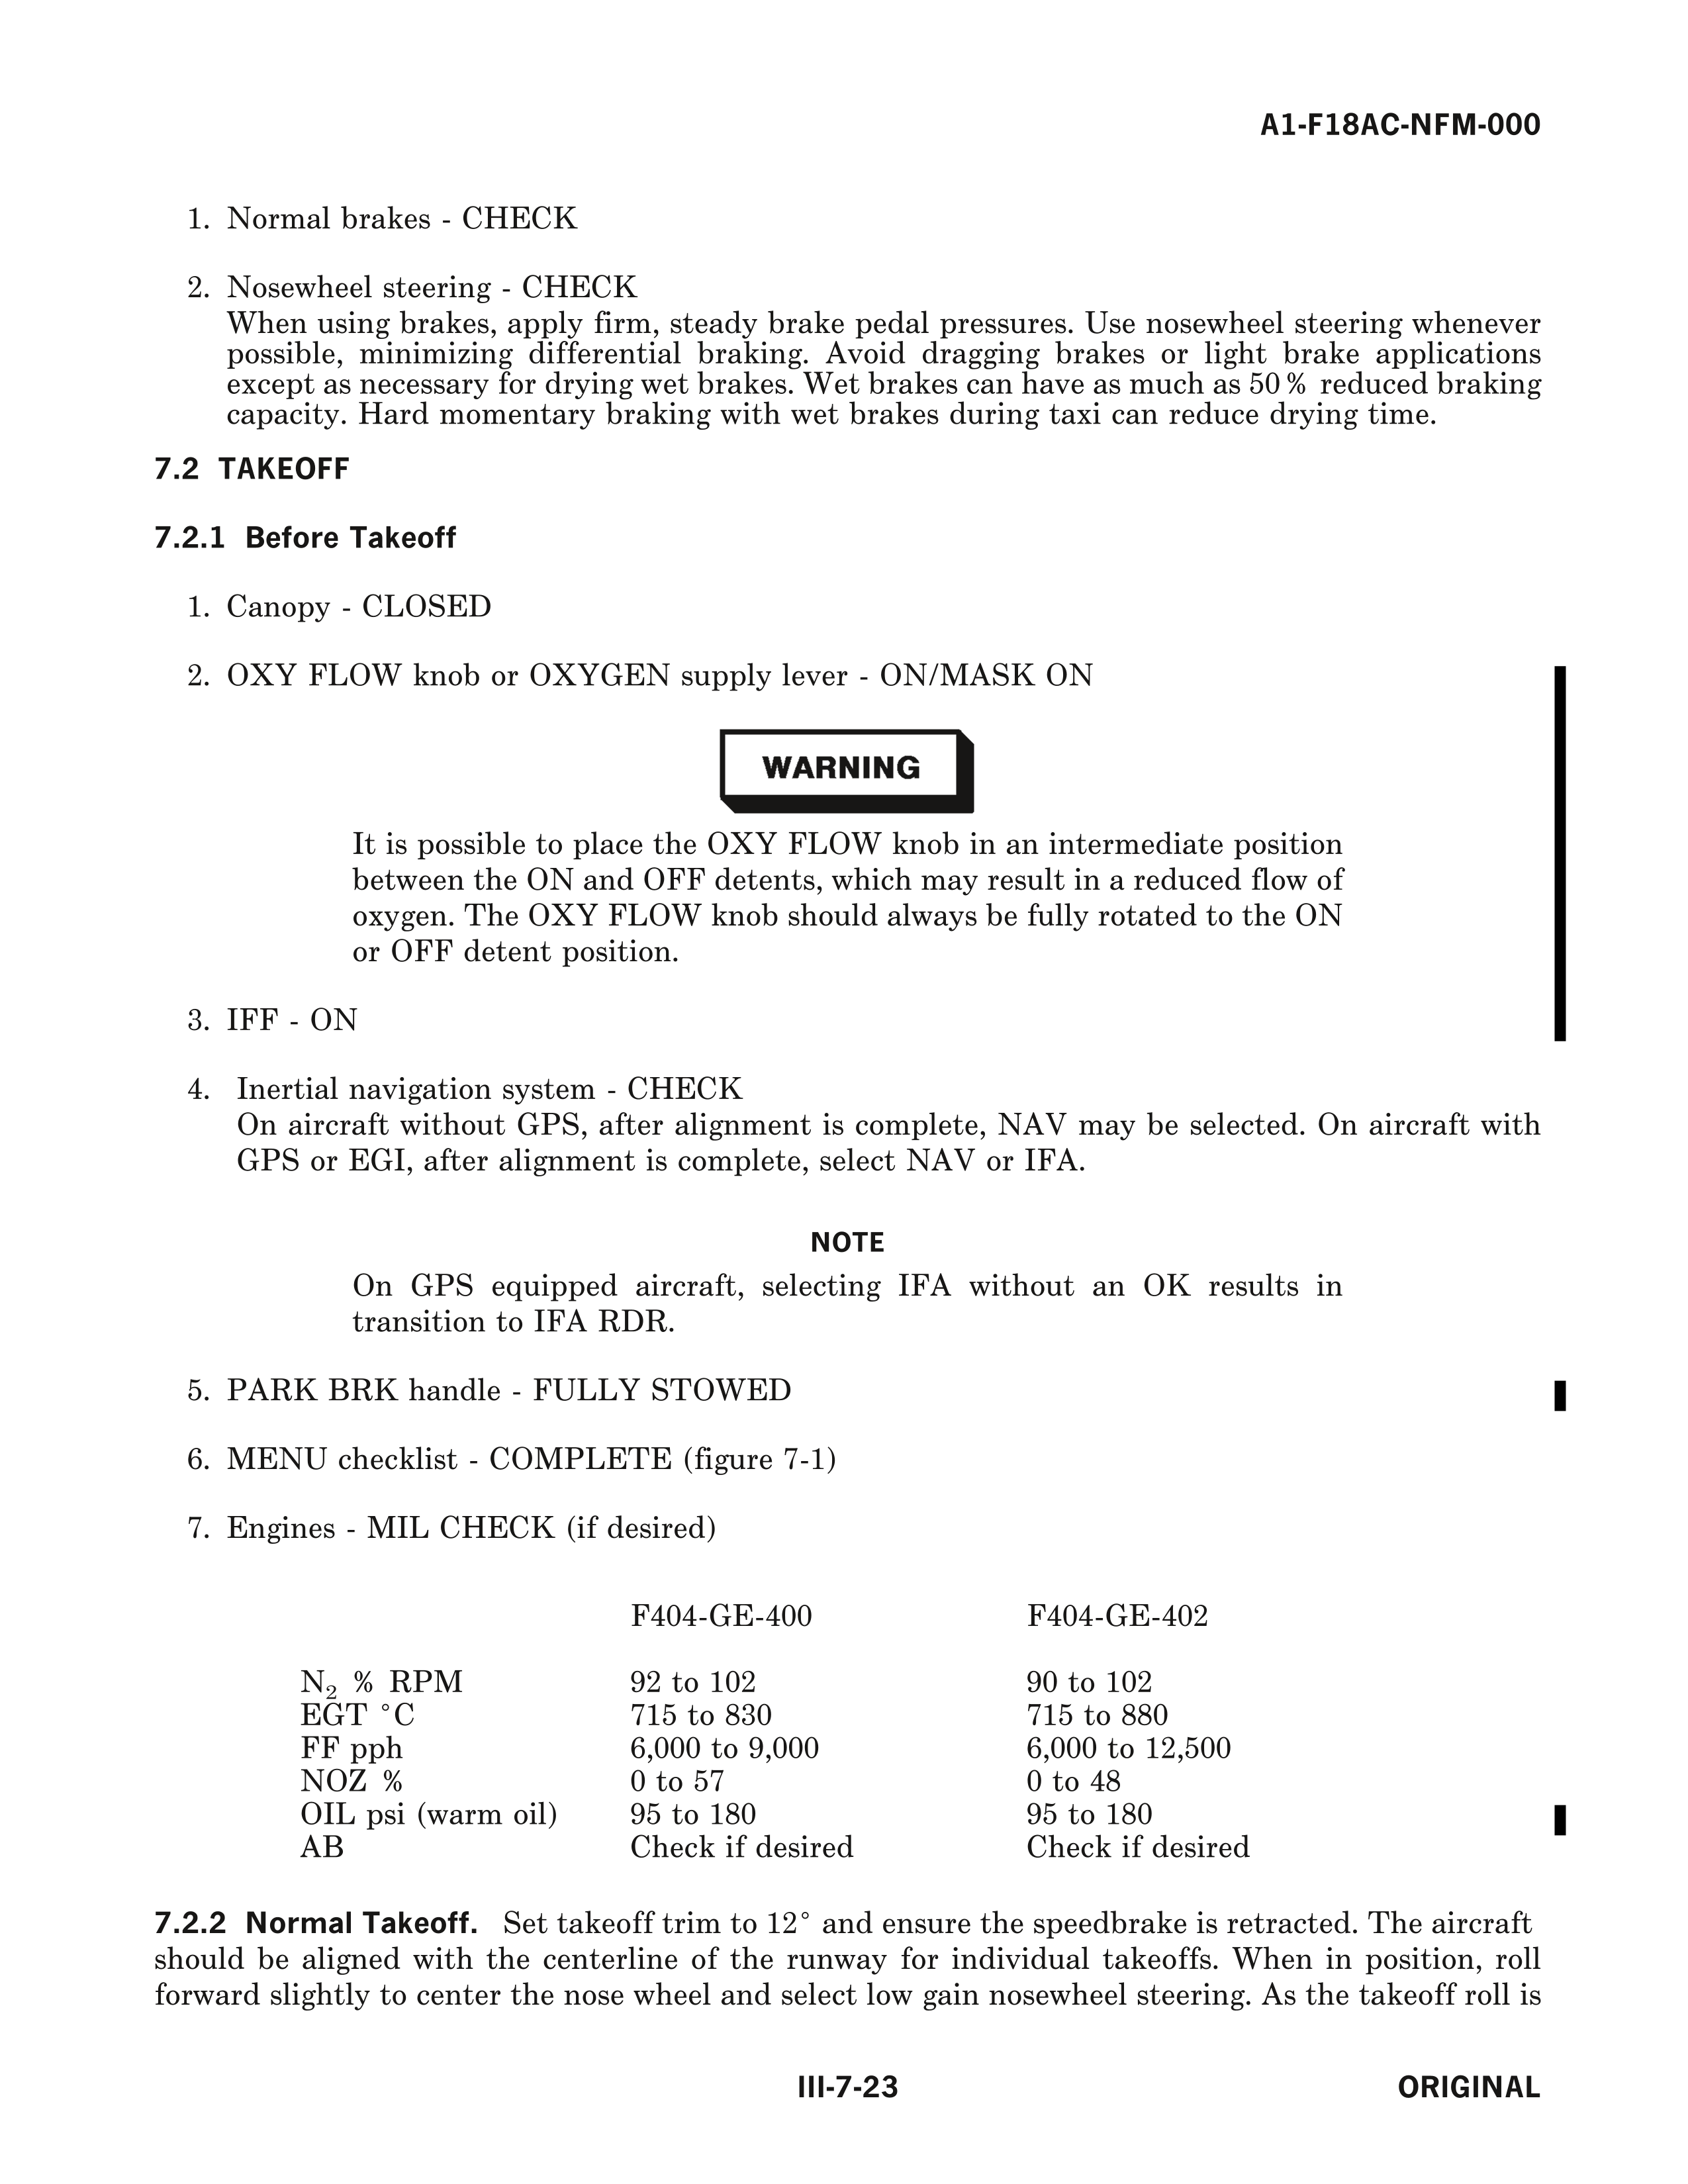 A1-F18AC-NFM-000
1. Normal brakes - CHECK
2. Nosewheel steering - CHECK
When using brakes, apply firm, steady brake pedal pressures. Use nosewheel steering whenever
possible, minimizing differential braking. Avoid dragging brakes or light brake applications
except as necessary for drying wet brakes. Wet brakes can have as much as 50% reduced braking
capacity. Hard momentary braking with wet brakes during taxi can reduce drying time.
7.2 TAKEOFF
7.2.1 Before Takeoff
1. Canopy - CLOSED
2. OXY FLOW knob or OXYGEN supply lever - ON/MASK ON
WARNING
It is possible to place the OXY FLOW knob in an intermediate position
between the ON and OFF detents, which may result in a reduced flow of
oxygen. The OXY FLOW knob should always be fully rotated to the ON
or OFF detent position.
3. IFF - ON
4. Inertial navigation system - CHECK
On aircraft without GPS, after alignment is complete, NAV may be selected. On aircraft with
GPS or EGI, after alignment is complete, select NAV or IFA.
NOTE
On GPS equipped aircraft, selecting IFA without an OK results in
transition to IFA RDR.
5. PARK BRK handle - FULLY STOWED
6. MENU checklist - COMPLETE (figure 7-1)
7. Engines - MIL CHECK (if desired)
F404-GE-400 F404-GE-402
N₂ % RPM 92 to 102 90 to 102
EGT °C 715 to 830 715 to 880
FF pph 6,000 to 9,000 6,000 to 12,500
NOZ % 0 to 57 0 to 48
OIL psi (warm oil) 95 to 180 95 to 180
AB Check if desired Check if desired
7.2.2 Normal Takeoff. Set takeoff trim to 12° and ensure the speedbrake is retracted. The aircraft
should be aligned with the centerline of the runway for individual takeoffs. When in position, roll
forward slightly to center the nose wheel and select low gain nosewheel steering. As the takeoff roll is
III-7-23 ORIGINAL